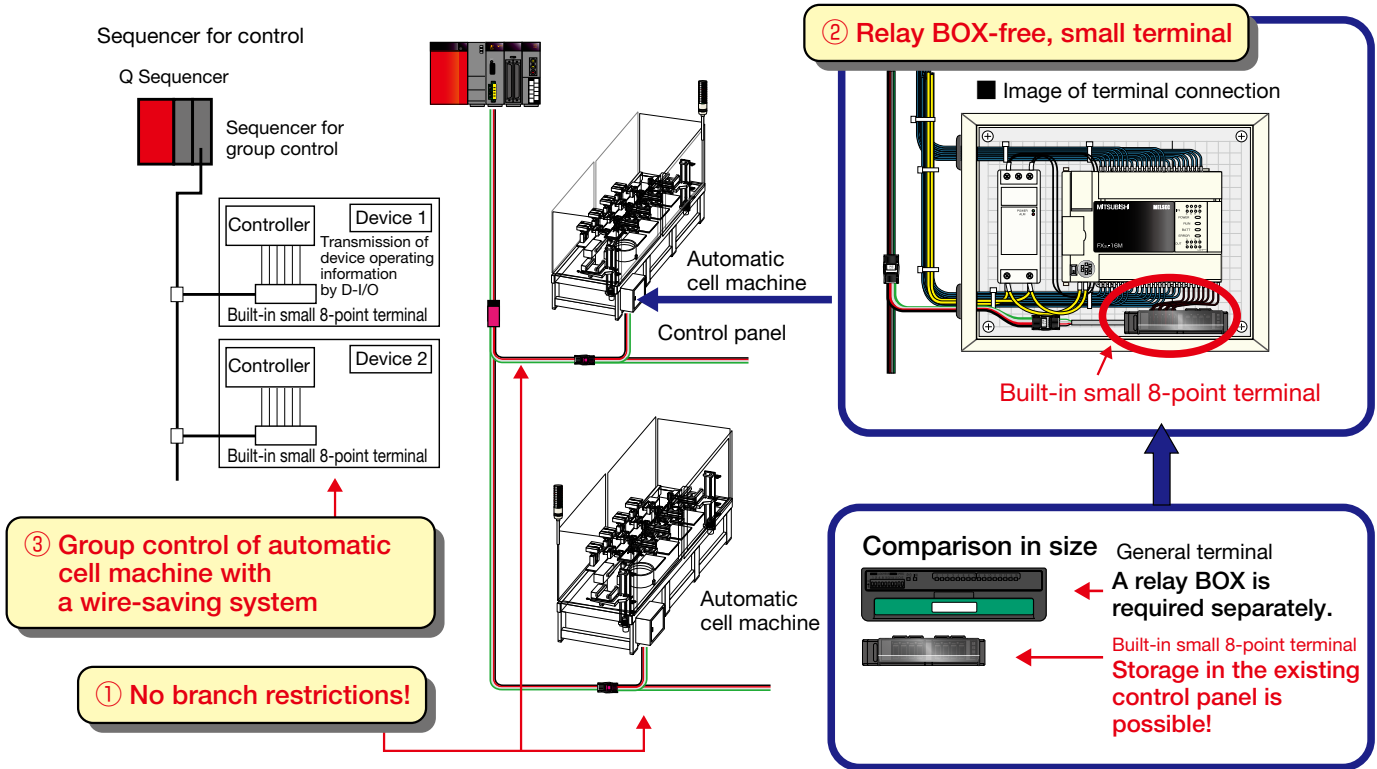 Sequencer for control
Q Sequencer
Sequencer for
group control
Controller
Device 1
Transmission of
device operating
information
by D-I/O
Built-in small 8-point terminal
Controller
Device 2
Built-in small 8-point terminal
③ Group control of automatic
cell machine with
a wire-saving system
① No branch restrictions!
Automatic
cell machine
Control panel
Automatic
cell machine
② Relay BOX-free, small terminal
■ Image of terminal connection
MITSUBISHI
MELSEC
POWER
RUN
BATT
ERROR
OUT
Built-in small 8-point terminal
Comparison in size
General terminal
A relay BOX is
required separately.
Built-in small 8-point terminal
Storage in the existing
control panel is
possible!